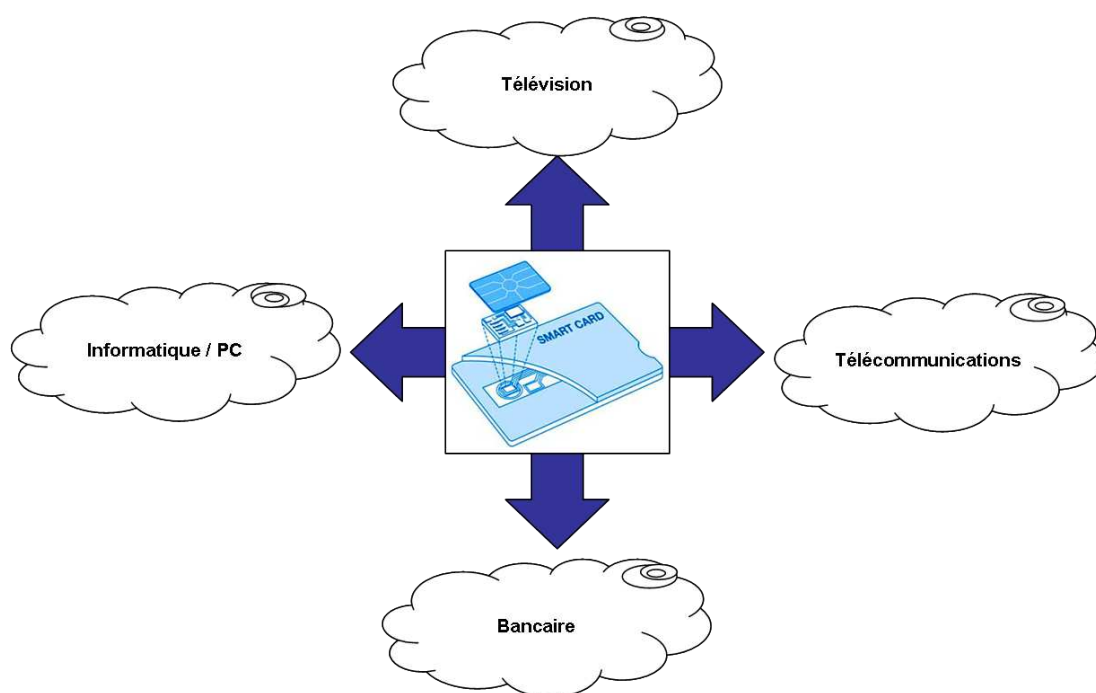 Télévision
SMART CARD
Informatique / PC
Télécommunications
Bancaire